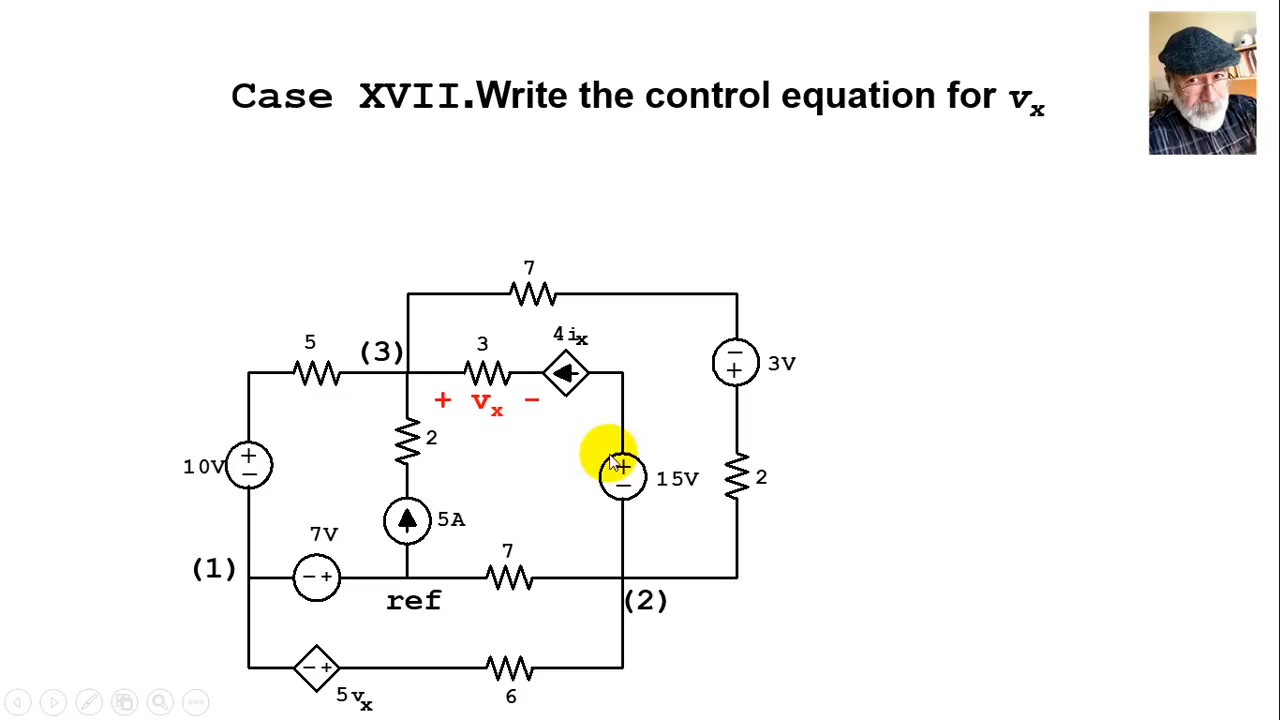 Case XVII.Write the control equation for vx
7
5
(3)
3
4ix
+ vx -
3V
2
10V
15V
2
7V
5A
7
(1)
ref
(2)
5vx
6